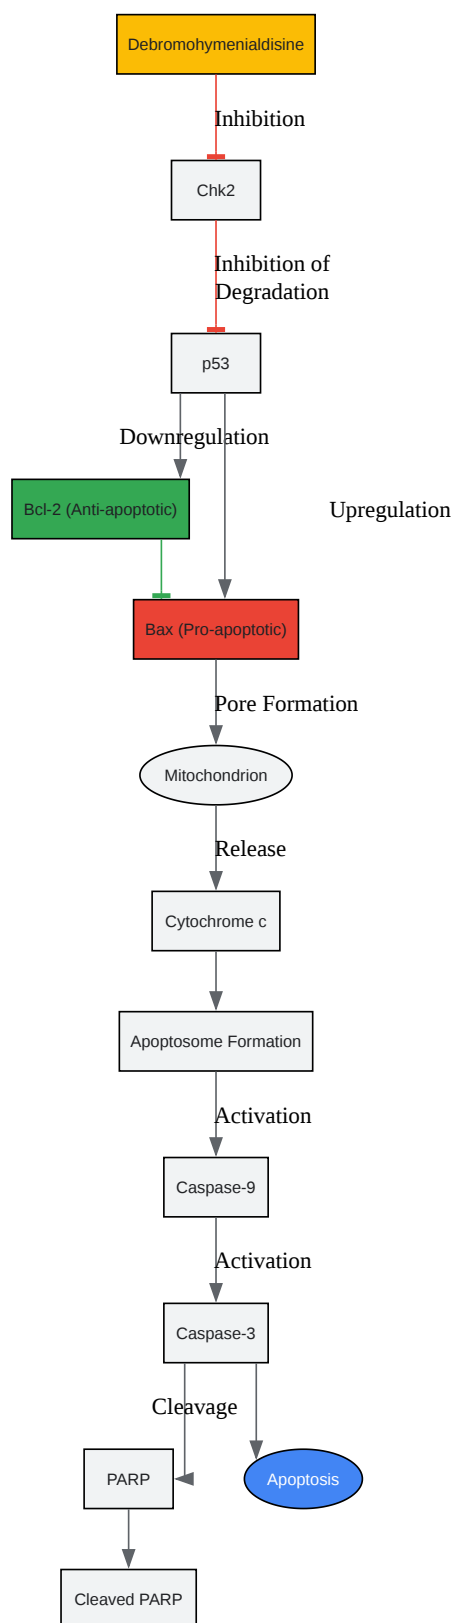 Debromohymenialdisine
Inhibition
Chk2
Inhibition of
Degradation
p53
Downregulation
Bcl-2 (Anti-apoptotic)
Upregulation
Bax (Pro-apoptotic)
Pore Formation
Mitochondrion
Release
Cytochrome c
Apoptosome Formation
Activation
Caspase-9
Activation
Caspase-3
Cleavage
PARP
Apoptosis
Cleaved PARP